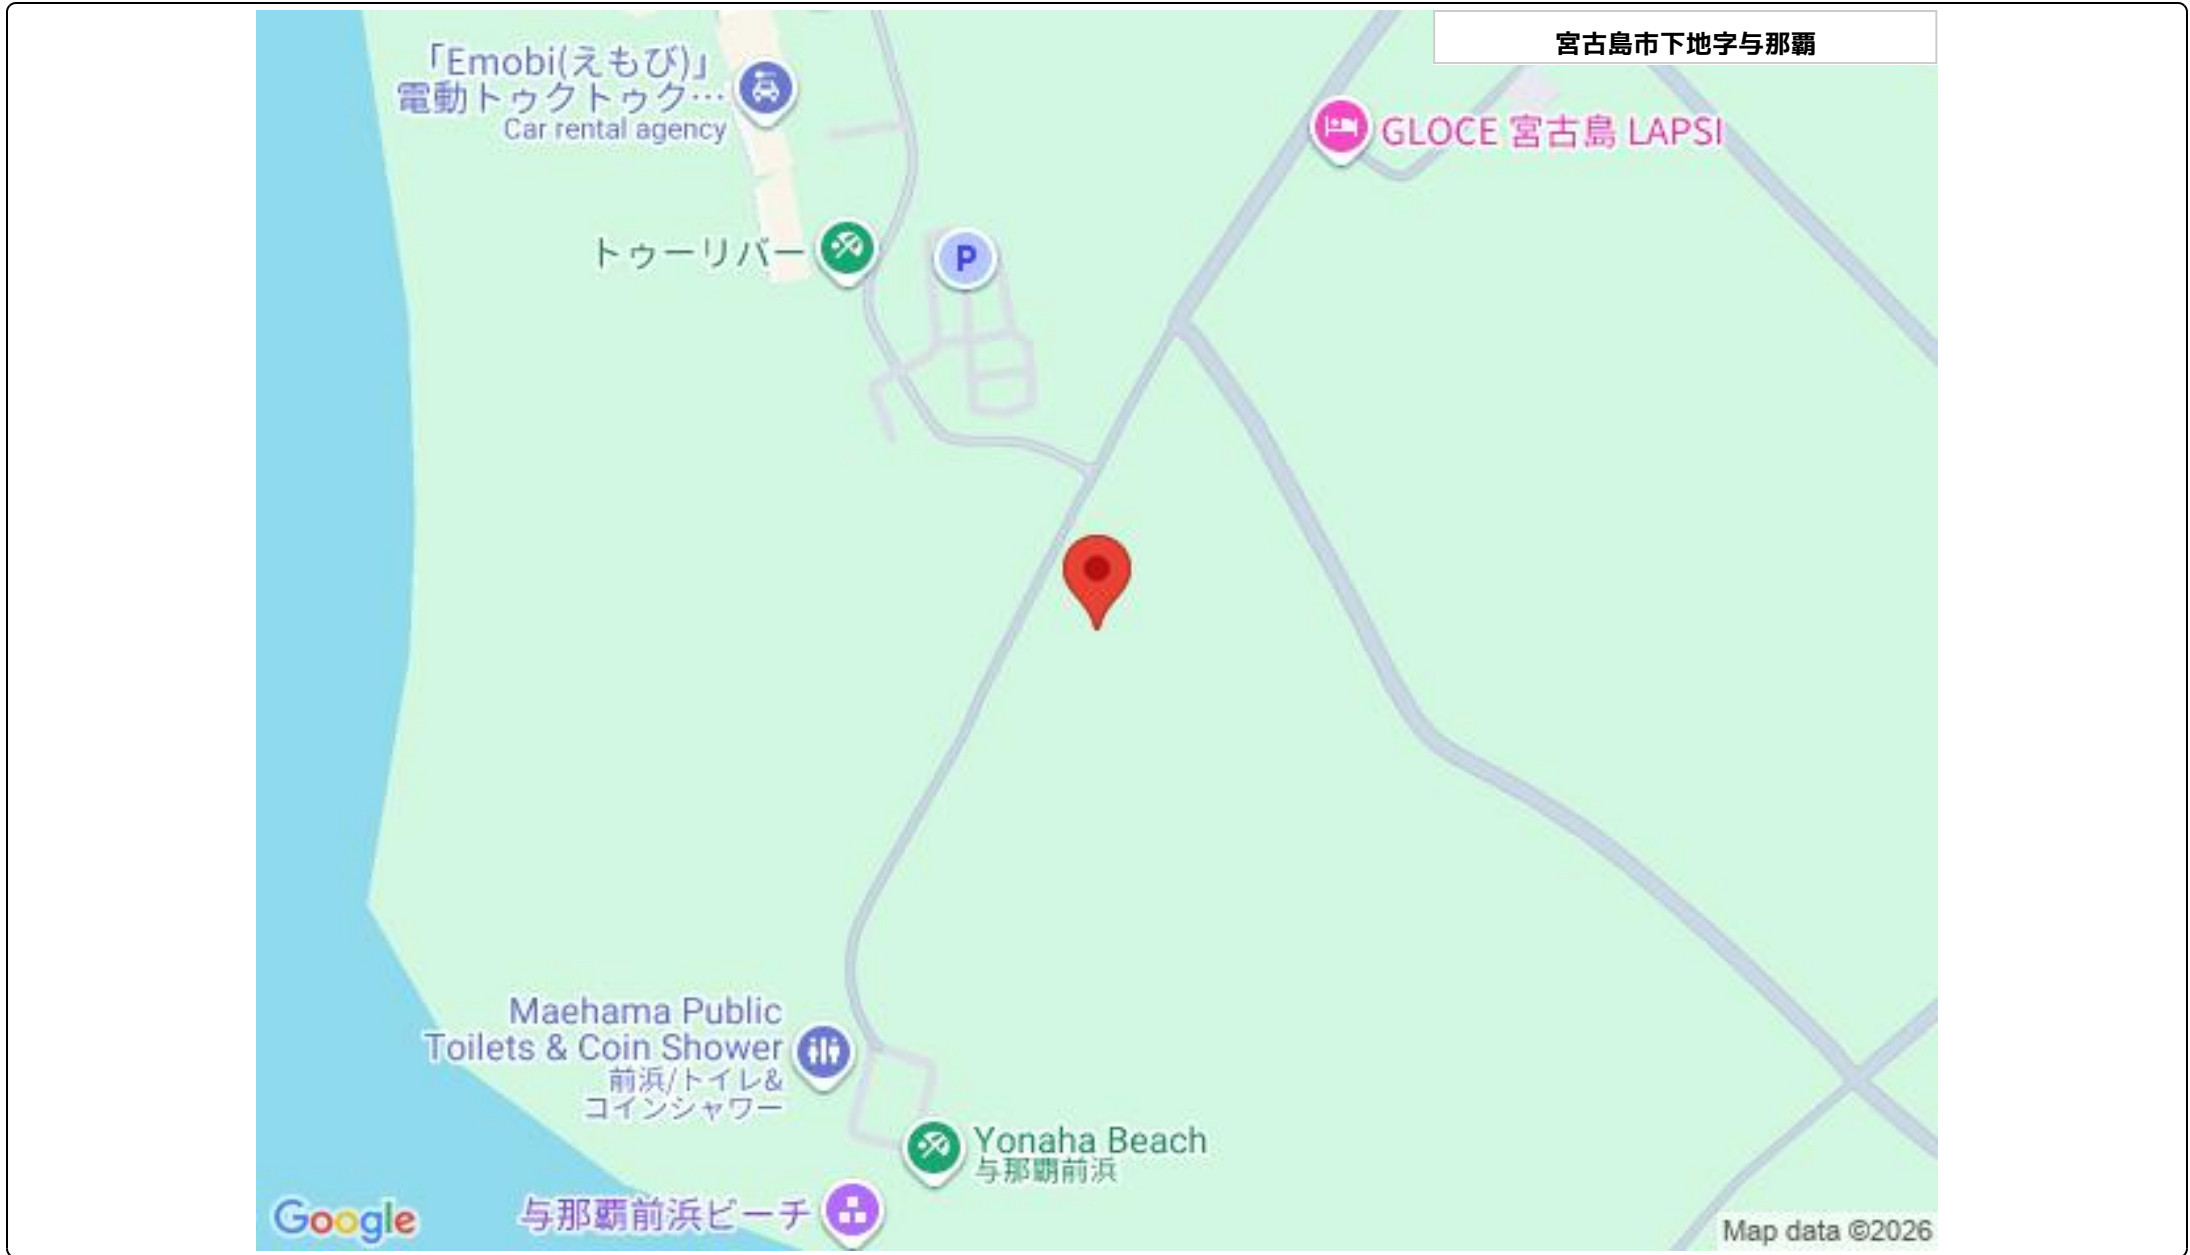 宮古島市下地字与那覇
「Emobi(えもび)」
電動トゥクトゥク…
Car rental agency
GLOCE 宮古島 LAPSI
トゥーリバー
P
Maehama Public
Toilets & Coin Shower
前浜/トイレ&
コインシャワー
Yonaha Beach
与那覇前浜
与那覇前浜ビーチ
Google
Map data ©2026